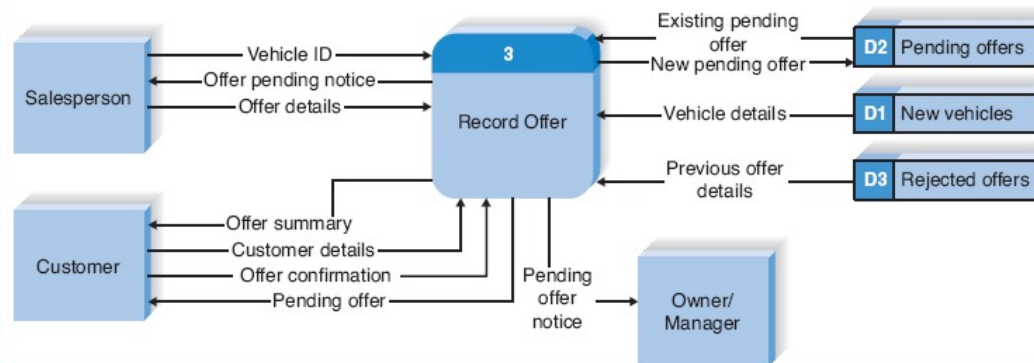 Salesperson
Vehicle ID
Offer pending notice
Offer details
3
Record Offer
Existing pending
offer
New pending offer
D2 Pending offers
Vehicle details
D1 New vehicles
Previous offer
details
D3 Rejected offers
Customer
Offer summary
Customer details
Offer confirmation
Pending offer
Pending
offer
notice
Owner/
Manager